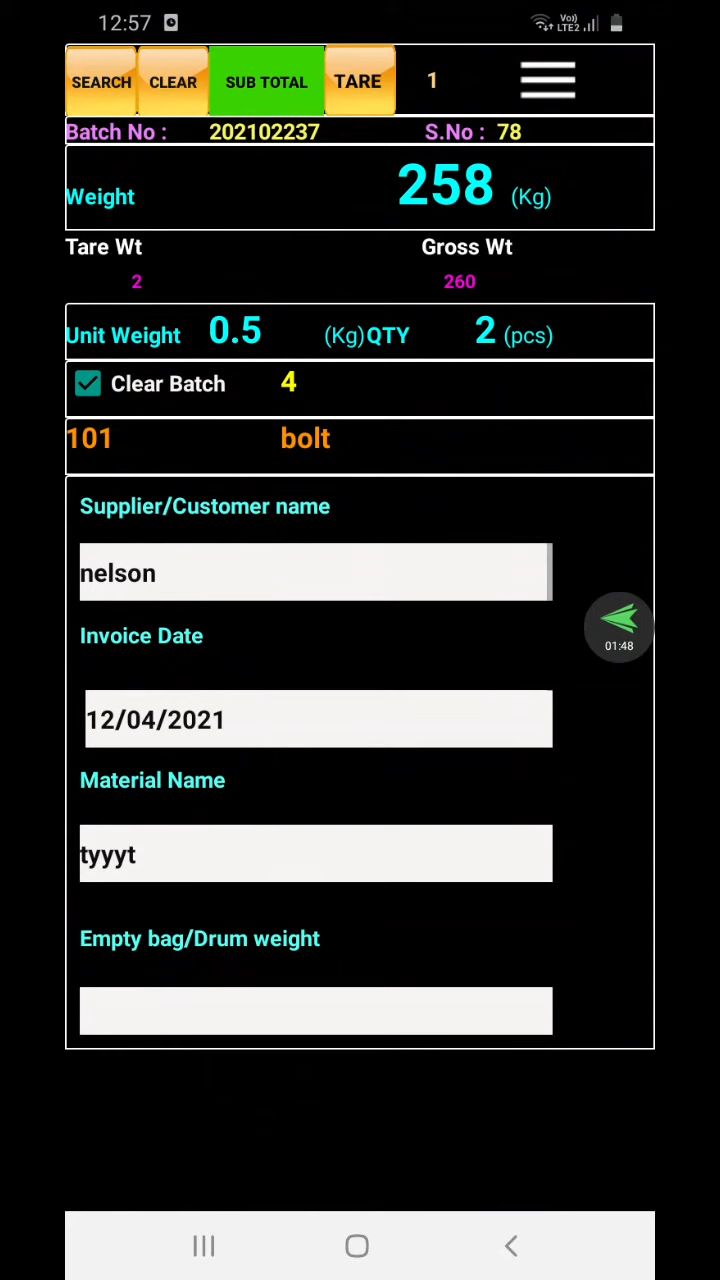 12:57 Vo)) LTE2
SEARCH CLEAR SUB TOTAL TARE 1
Batch No : 202102237 S.No : 78
Weight 258 (Kg)
Tare Wt Gross Wt
2 260
Unit Weight 0.5 (Kg)QTY 2 (pcs)
Clear Batch 4
101 bolt
Supplier/Customer name
nelson
Invoice Date
01:48
12/04/2021
Material Name
tyyyt
Empty bag/Drum weight